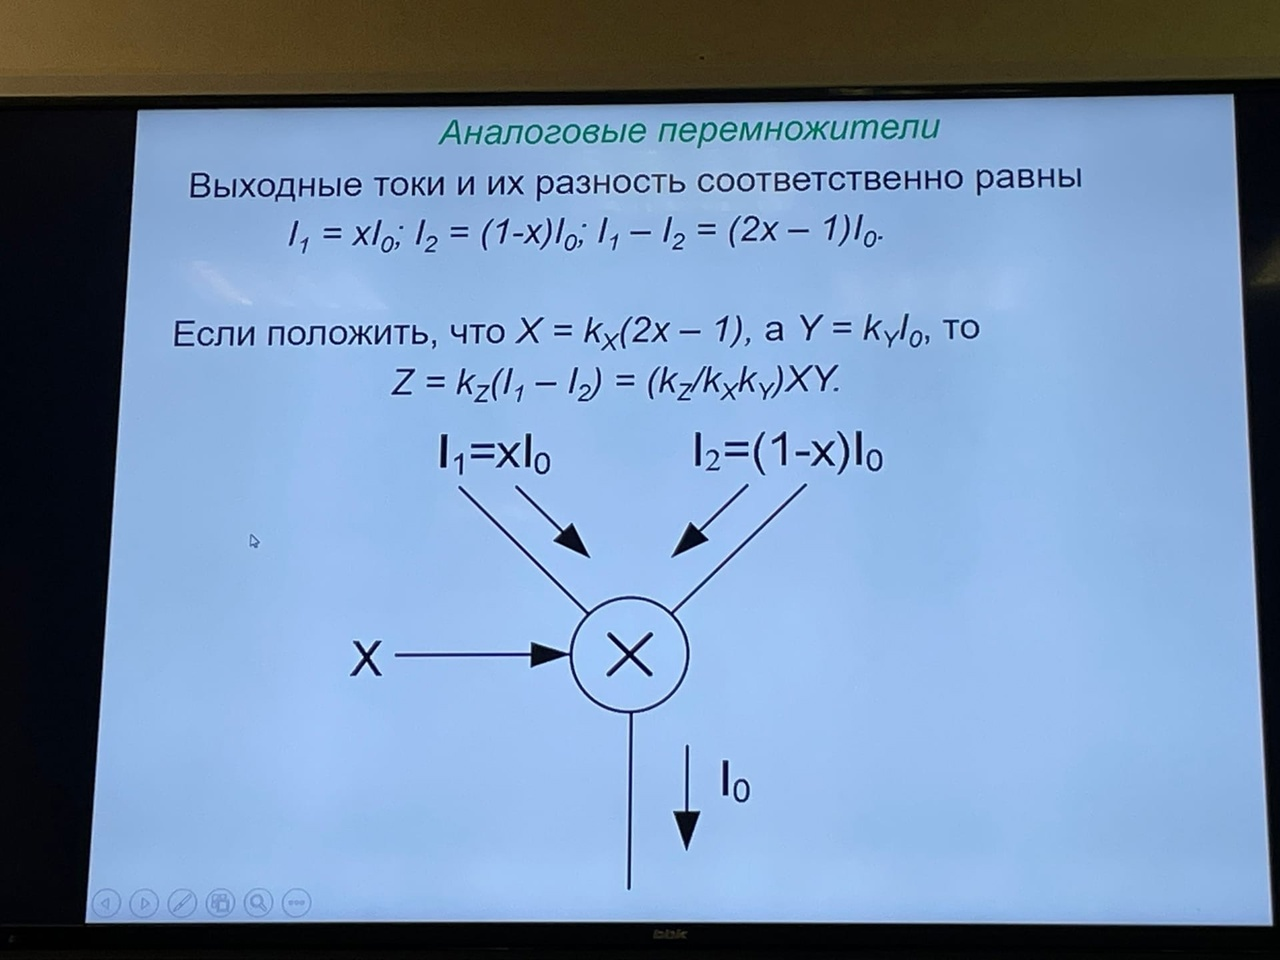 Аналоговые перемножители
Выходные токи и их разность соответственно равны
I₁ = xI₀; I₂ = (1-x)I₀; I₁ – I₂ = (2x – 1)I₀.
Если положить, что X = kₓ(2x – 1), а Y = kYI₀, то
Z = kZ(I₁ – I₂) = (kZ/kXkY)XY.
I₁=xI₀
I₂=(1-x)I₀
X
I₀
bbk